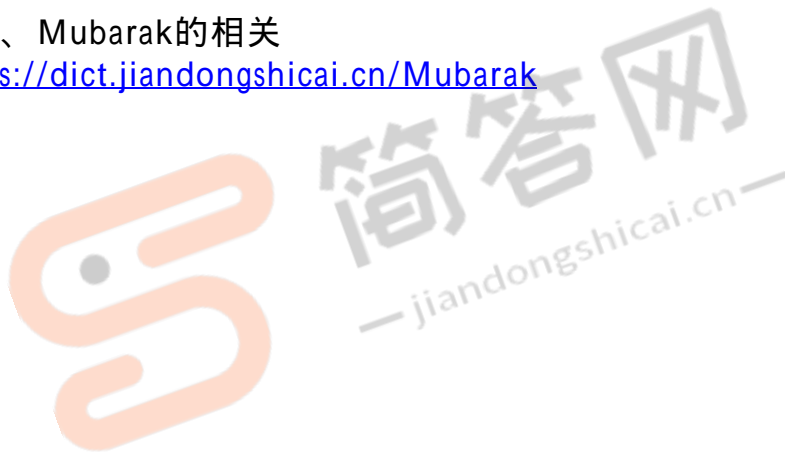 、Mubarak的相关
s://dict.jiandongshicai.cn/Mubarak
简答网
jiandongshicai.cn